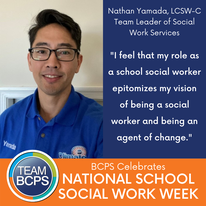 Nathan Yamada, LCSW-C
Team Leader of Social
Work Services
"I feel that my role as
a school social worker
epitomizes my vision
of being a social
worker and being an
agent of change."
TEAM
BCPS
BCPS Celebrates
NATIONAL SCHOOL
SOCIAL WORK WEEK